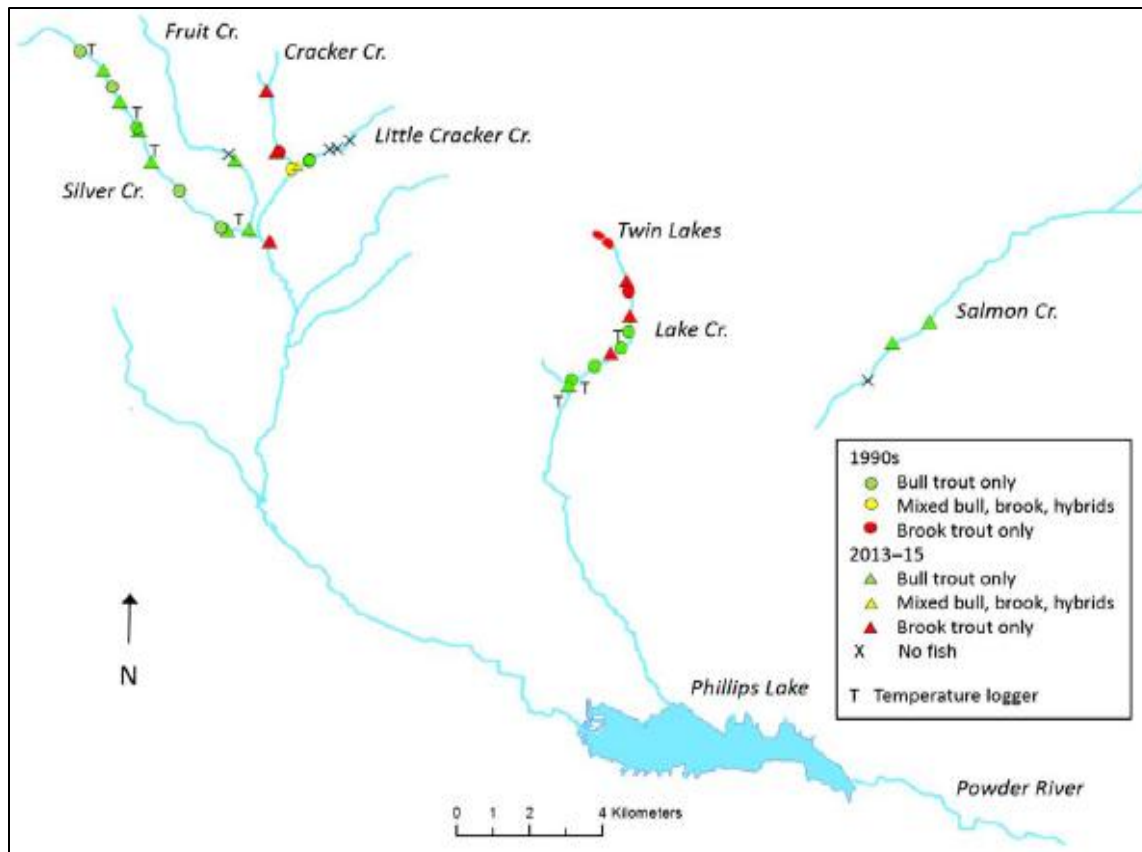 Fruit Cr.
Cracker Cr.
T
Little Cracker Cr.
T
X
X X X
T
X
Silver Cr.
T
Twin Lakes
Lake Cr.
T
Salmon Cr.
T
T
X
1990s
Bull trout only
Mixed bull, brook, hybrids
Brook trout only
2013–15
Bull trout only
Mixed bull, brook, hybrids
Brook trout only
X No fish
T Temperature logger
N
Phillips Lake
Powder River
0 1 2 4 Kilometers